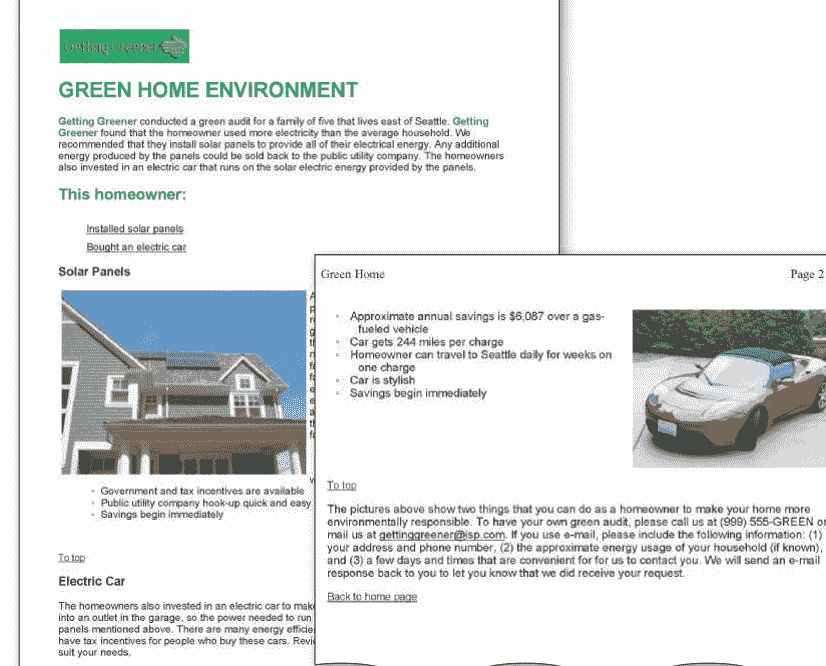 GettingGreener
GREEN HOME ENVIRONMENT
Getting Greener conducted a green audit for a family of five that lives east of Seattle. Getting
Greener found that the homeowner used more electricity than the average household. We
recommended that they install solar panels to provide all of their electrical energy. Any additional
energy produced by the panels could be sold back to the public utility company. The homeowners
also invested in an electric car that runs on the solar electric energy provided by the panels.
This homeowner:
Installed solar panels
Bought an electric car
Solar Panels
◦ Government and tax incentives are available
◦ Public utility company hook-up quick and easy
◦ Savings begin immediately
To top
Electric Car
The homeowners also invested in an electric car to make
into an outlet in the garage, so the power needed to run
panels mentioned above. There are many energy
have tax incentives for people who buy these cars.
suit your needs.
Green Home Page 2
◦ Approximate annual savings is $6,087 over a gas-
fueled vehicle
◦ Car gets 244 miles per charge
◦ Homeowner can travel to Seattle daily for weeks on
one charge
◦ Car is stylish
◦ Savings begin immediately
To top
The pictures above show two things that you can do as a homeowner to make your home more
environmentally responsible. To have your own green audit, please call us at (999) 555-GREEN or
mail us at gettinggreener@isp.com. If you use e-mail, please include the following information: (1)
your address and phone number, (2) the approximate energy usage of your household (if known),
and (3) a few days and times that are convenient for for us to contact you. We will send an e-mail
response back to you to let you know that we did receive your request.
Back to home page